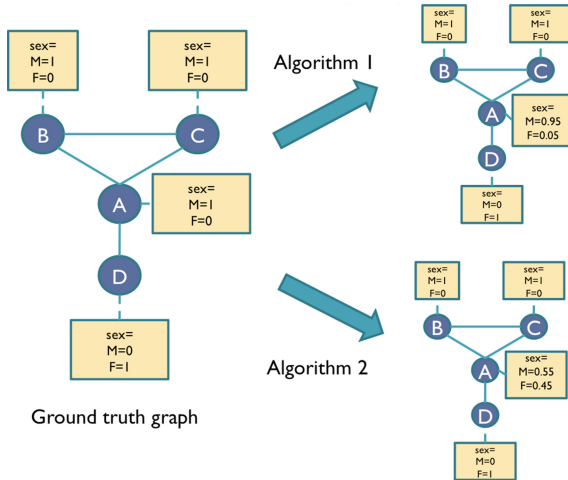 sex=
M=1
F=0
sex=
M=1
F=0
B
C
A
sex=
M=1
F=0
D
sex=
M=0
F=1
Ground truth graph
Algorithm 1
sex=
M=1
F=0
sex=
M=1
F=0
B
C
A
sex=
M=0.95
F=0.05
D
sex=
M=0
F=1
Algorithm 2
sex=
M=1
F=0
sex=
M=1
F=0
B
C
A
sex=
M=0.55
F=0.45
D
sex=
M=0
F=1